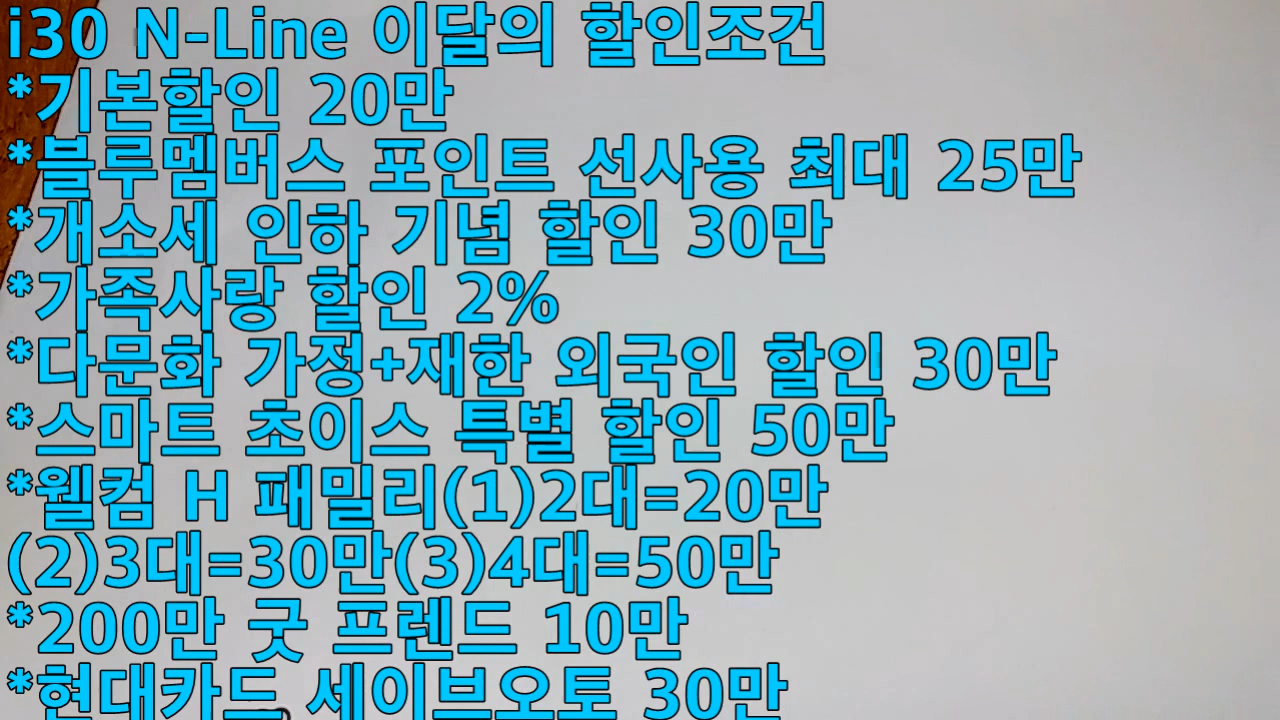 i30 N-Line 이달의 할인조건
*기본할인 20만
*블루멤버스 포인트 선사용 최대 25만
*개소세 인하 기념 할인 30만
*가족사랑 할인 2%
*다문화 가정+재한 외국인 할인 30만
*스마트 초이스 특별 할인 50만
*웰컴 H 패밀리(1)2대=20만
(2)3대=30만(3)4대=50만
*200만 굿 프렌드 10만
*현대카드 세이브오토 30만